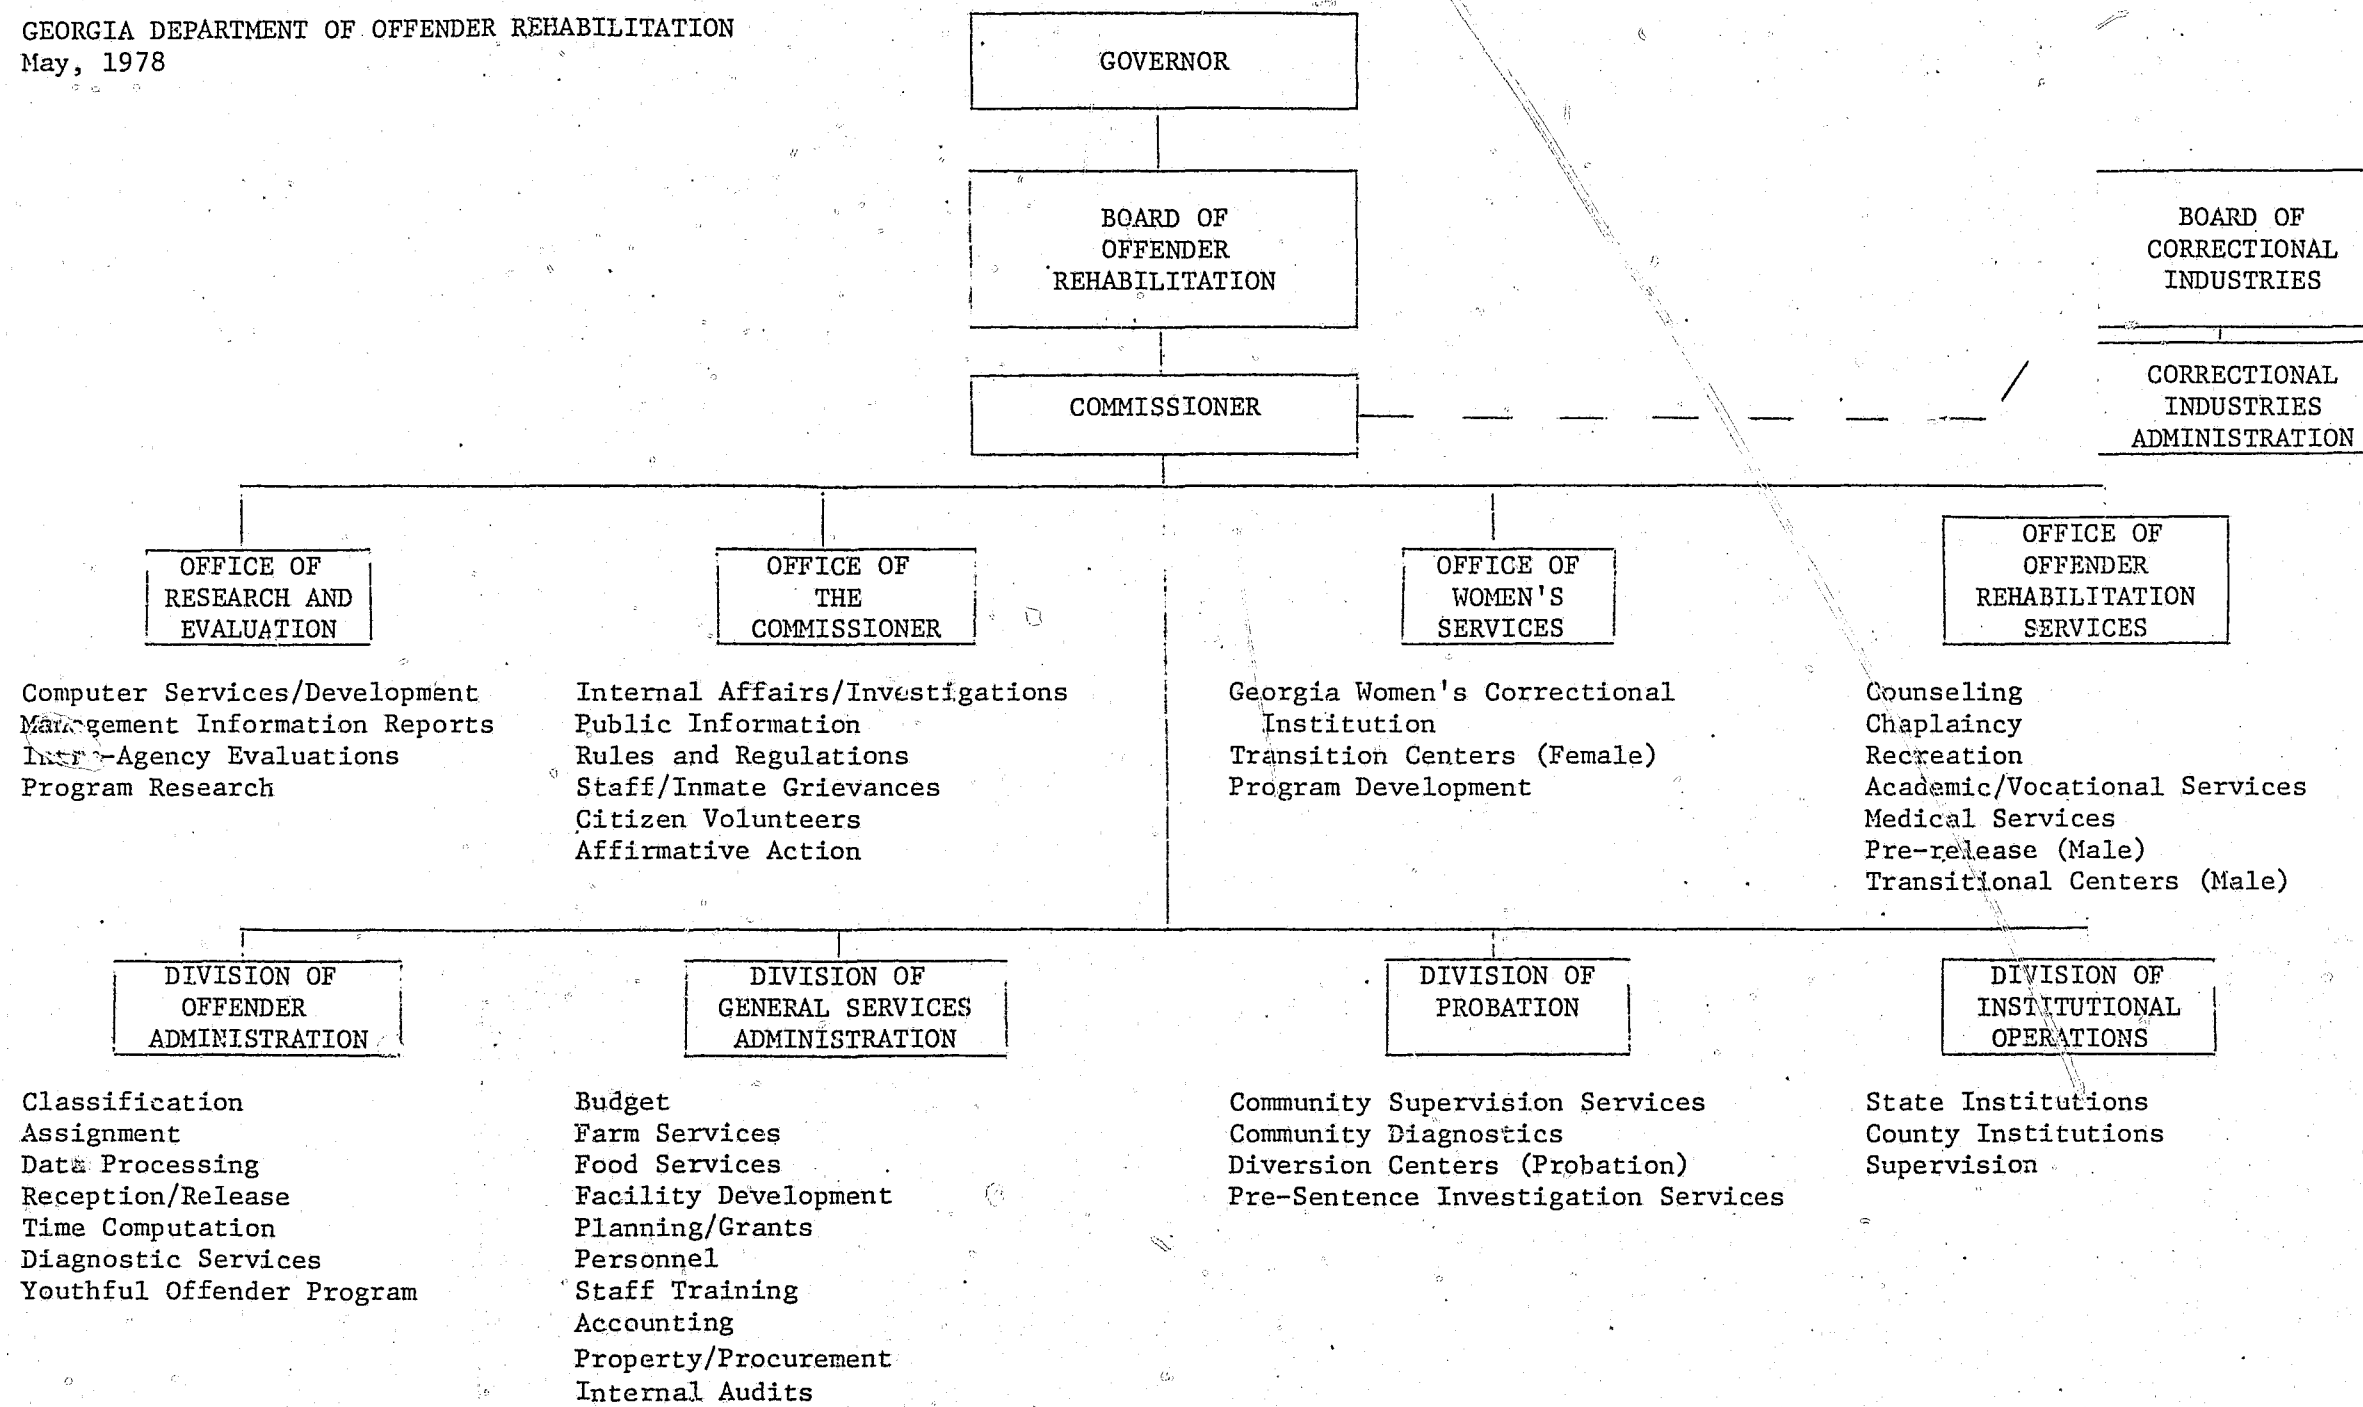 GEORGIA DEPARTMENT OF OFFENDER REHABILITATION
May, 1978
GOVERNOR
BOARD OF
OFFENDER
REHABILITATION
BOARD OF
CORRECTIONAL
INDUSTRIES
COMMISSIONER
CORRECTIONAL
INDUSTRIES
ADMINISTRATION
OFFICE OF
RESEARCH AND
EVALUATION
Computer Services/Development
Management Information Reports
-Agency Evaluations
Program Research
OFFICE OF
THE
COMMISSIONER
Internal Affairs/Investigations
Public Information
Rules and Regulations
Staff/Inmate Grievances
Citizen Volunteers
Affirmative Action
OFFICE OF
WOMEN'S
SERVICES
Georgia Women's Correctional
Institution
Transition Centers (Female)
Program Development
OFFICE OF
OFFENDER
REHABILITATION
SERVICES
Counseling
Chaplaincy
Recreation
Academic/Vocational Services
Medical Services
Pre-release (Male)
Transitional Centers (Male)
DIVISION OF
OFFENDER
ADMINISTRATION
Classification
Assignment
Data Processing
Reception/Release
Time Computation
Diagnostic Services
Youthful Offender Program
DIVISION OF
GENERAL SERVICES
ADMINISTRATION
Budget
Farm Services
Food Services
Facility Development
Planning/Grants
Personnel
Staff Training
Accounting
Property/Procurement
Internal Audits
DIVISION OF
PROBATION
Community Supervision Services
Community Diagnostics
Diversion Centers (Probation)
Pre-Sentence Investigation Services
DIVISION OF
INSTITUTIONAL
OPERATIONS
State Institutions
County Institutions
Supervision